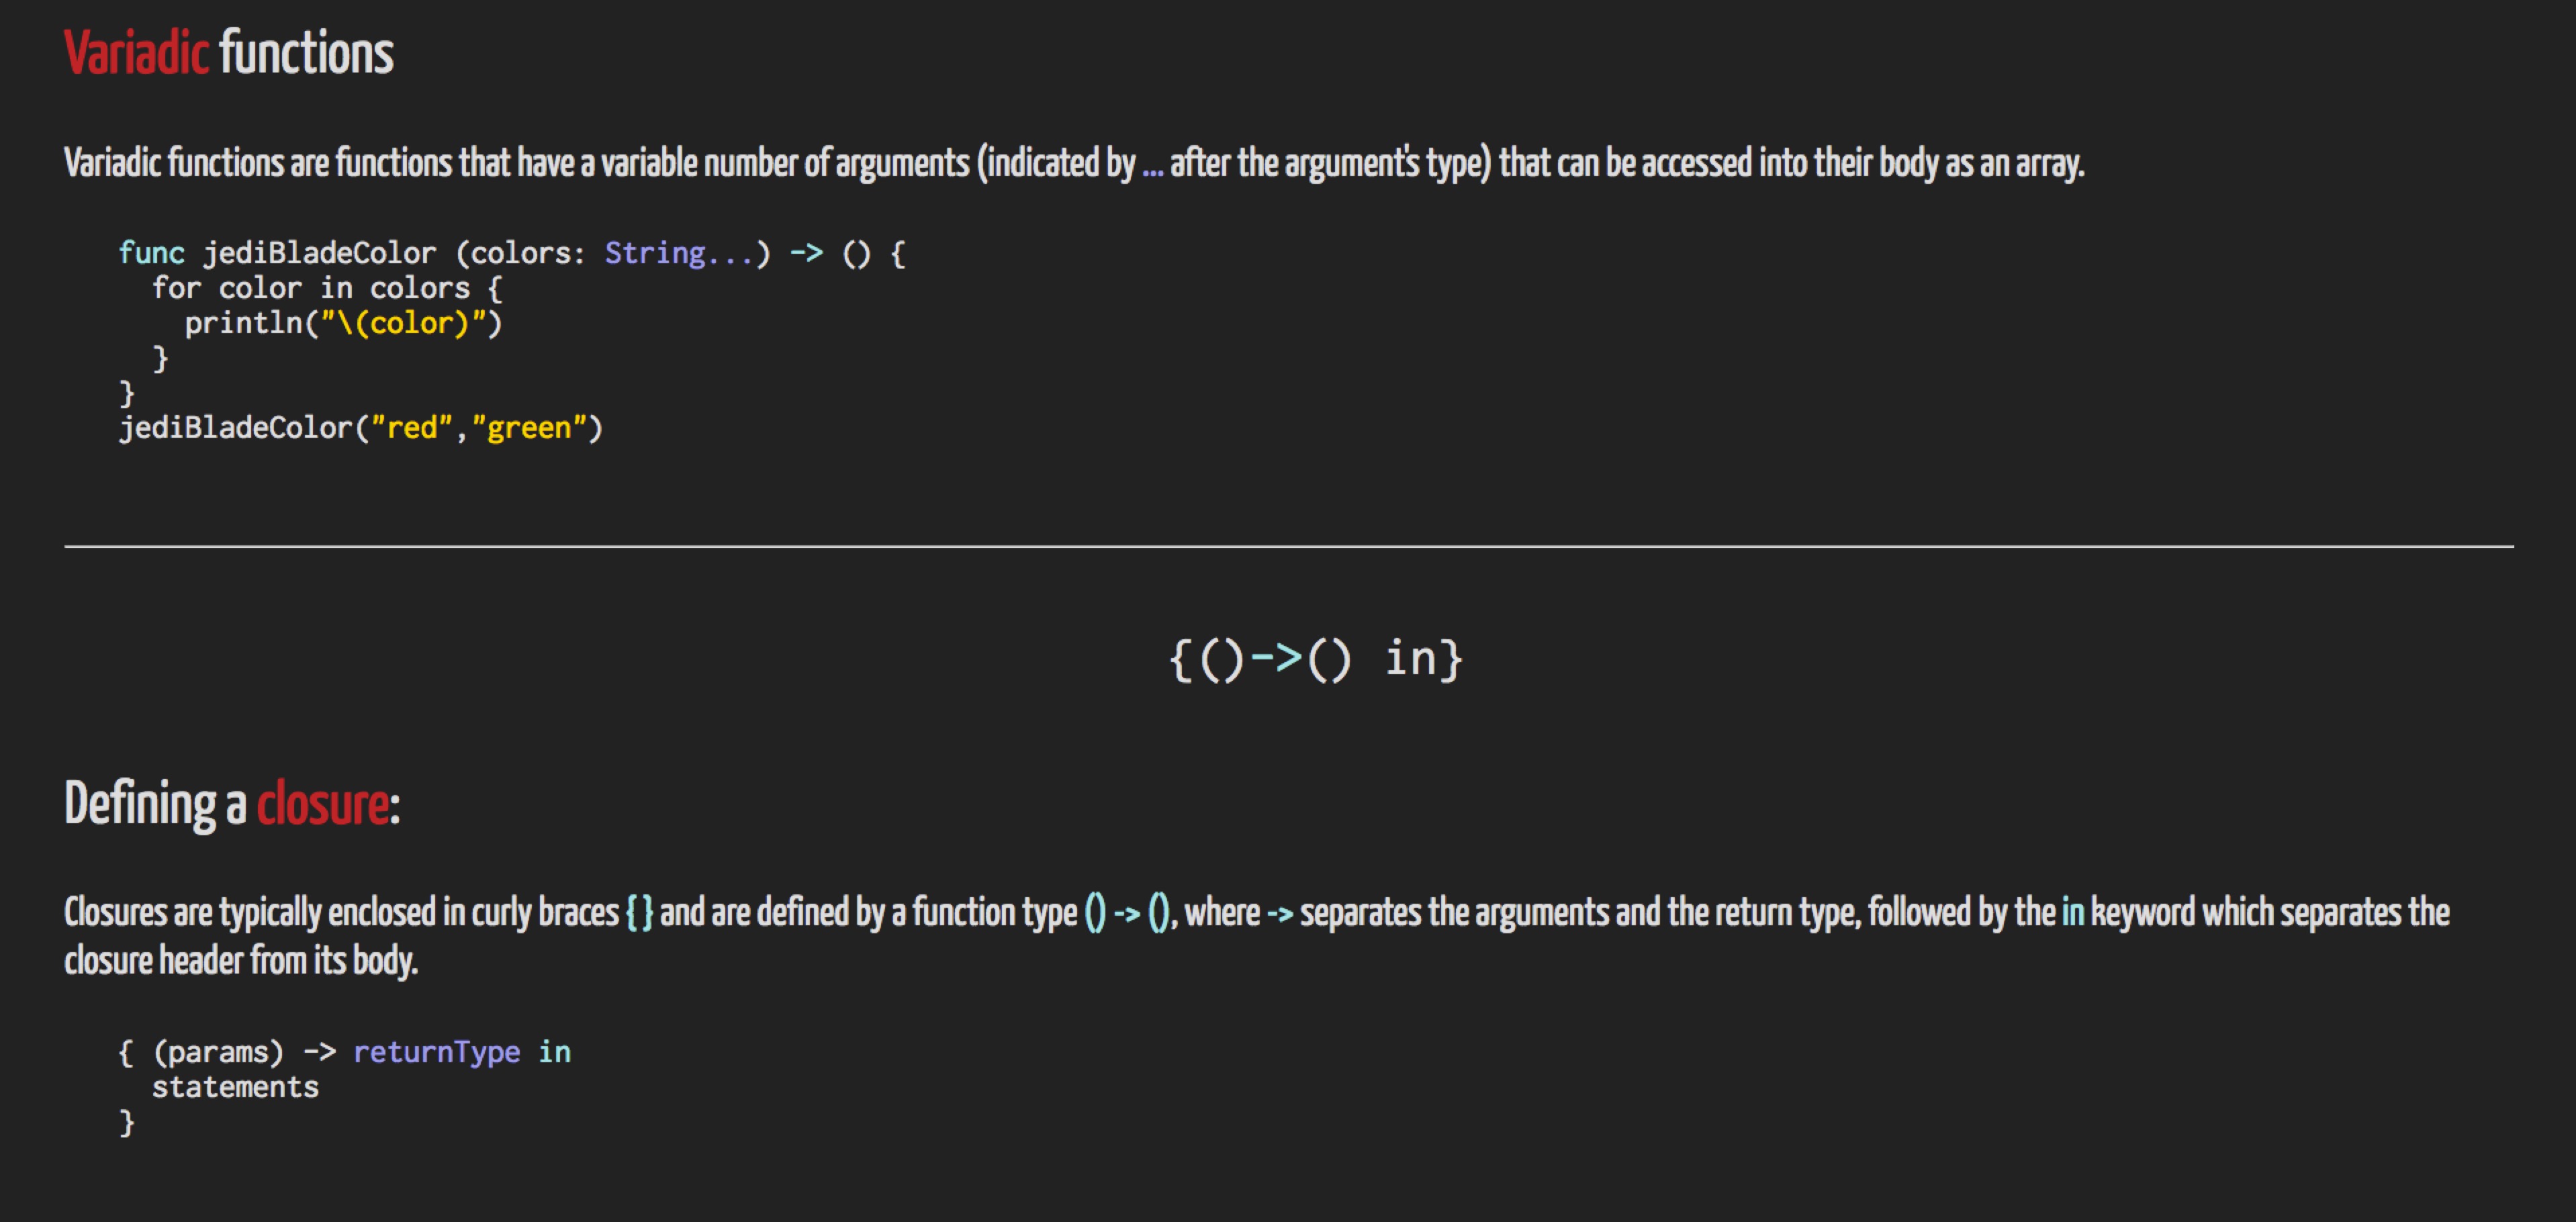 Variadic functions
Variadic functions are functions that have a variable number of arguments (indicated by ... after the argument's type) that can be accessed into their body as an array.
func jediBladeColor (colors: String...) -> () {
  for color in colors {
    println("\(color)")
  }
}
jediBladeColor("red","green")
{()->() in}
Defining a closure:
Closures are typically enclosed in curly braces { } and are defined by a function type () -> (), where -> separates the arguments and the return type, followed by the in keyword which separates the
closure header from its body.
{ (params) -> returnType in
  statements
}